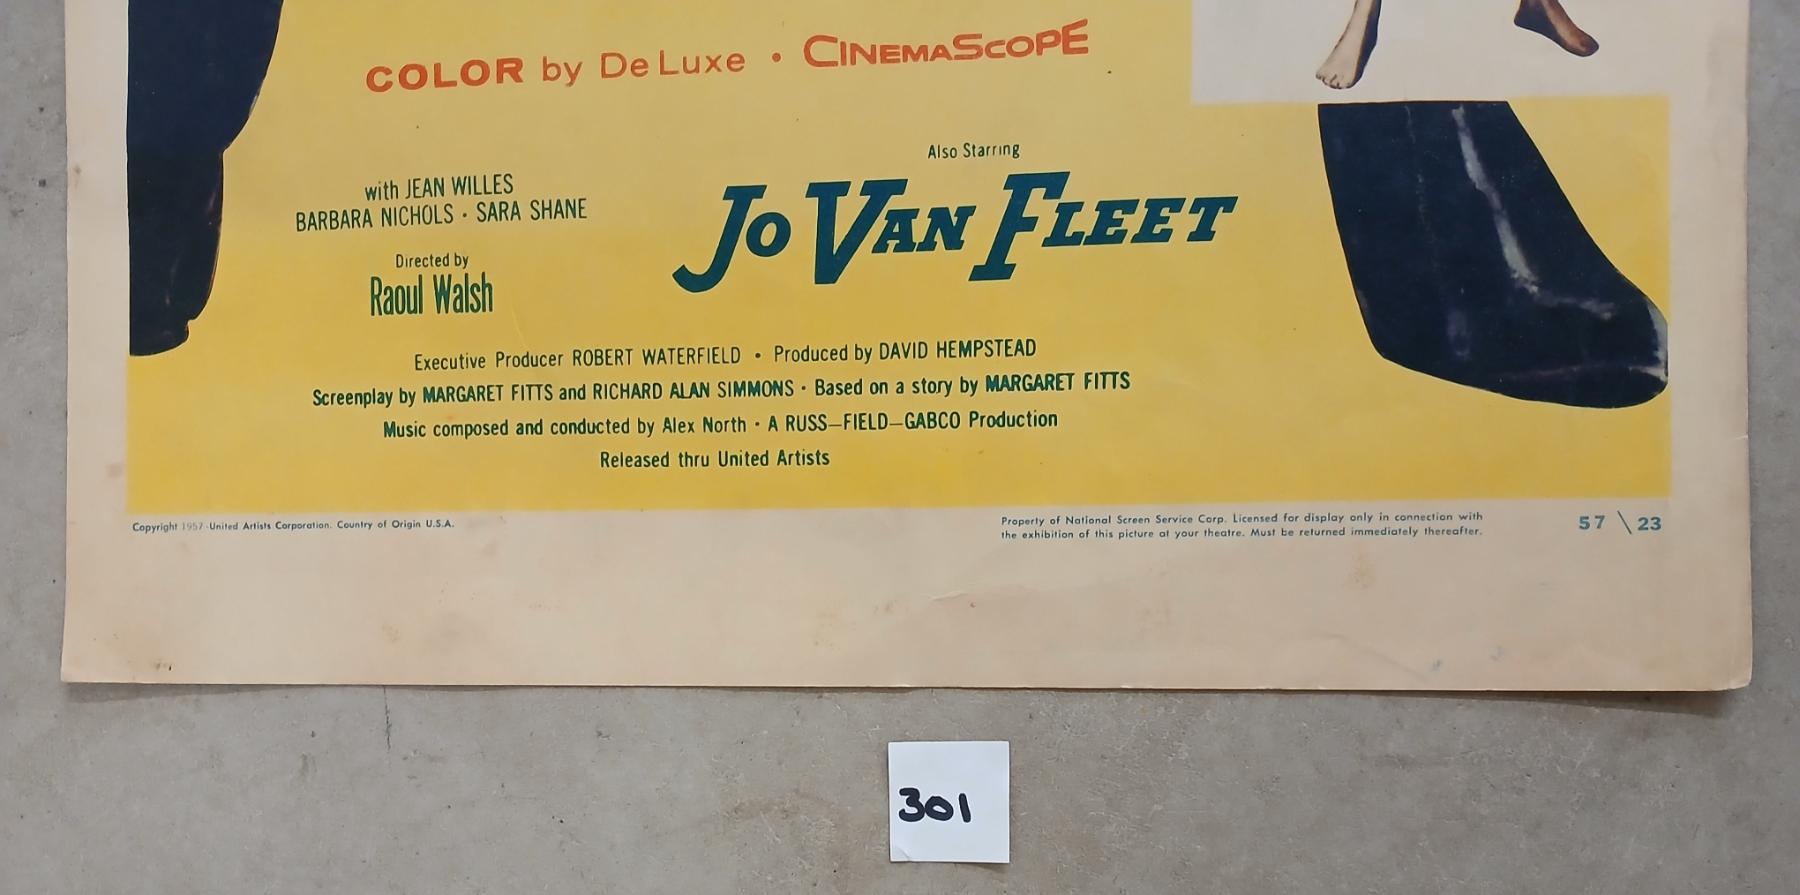 COLOR by DeLuxe • CINEMASCOPE
Also Starring
JO VAN FLEET
with JEAN WILLES
BARBARA NICHOLS • SARA SHANE
Directed by
Raoul Walsh
Executive Producer ROBERT WATERFIELD • Produced by DAVID HEMPSTEAD
Screenplay by MARGARET FITTS and RICHARD ALAN SIMMONS • Based on a story by MARGARET FITTS
Music composed and conducted by Alex North • A RUSS-FIELD-GABCO Production
Released thru United Artists
Copyright 1957 United Artists Corporation. Country of Origin U.S.A.
Property of National Screen Service Corp. Licensed for display only in connection with
the exhibition of this picture at your theatre. Must be returned immediately thereafter.
57 \ 23
301